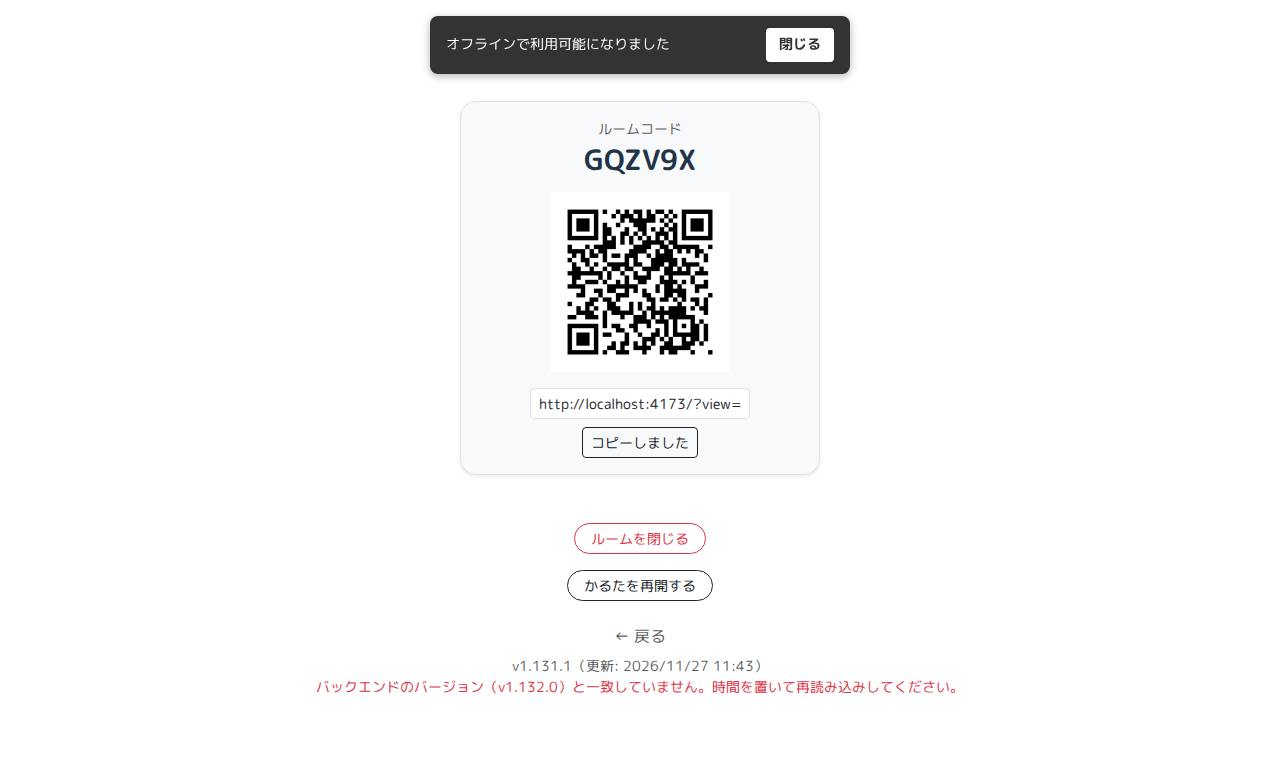 オフラインで利用可能になりました
閉じる
ルームコード
GQZV9X
http://localhost:4173/?view=
コピーしました
ルームを閉じる
かるたを再開する
← 戻る
v1.131.1（更新: 2026/11/27 11:43）
バックエンドのバージョン（v1.132.0）と一致していません。時間を置いて再読み込みしてください。